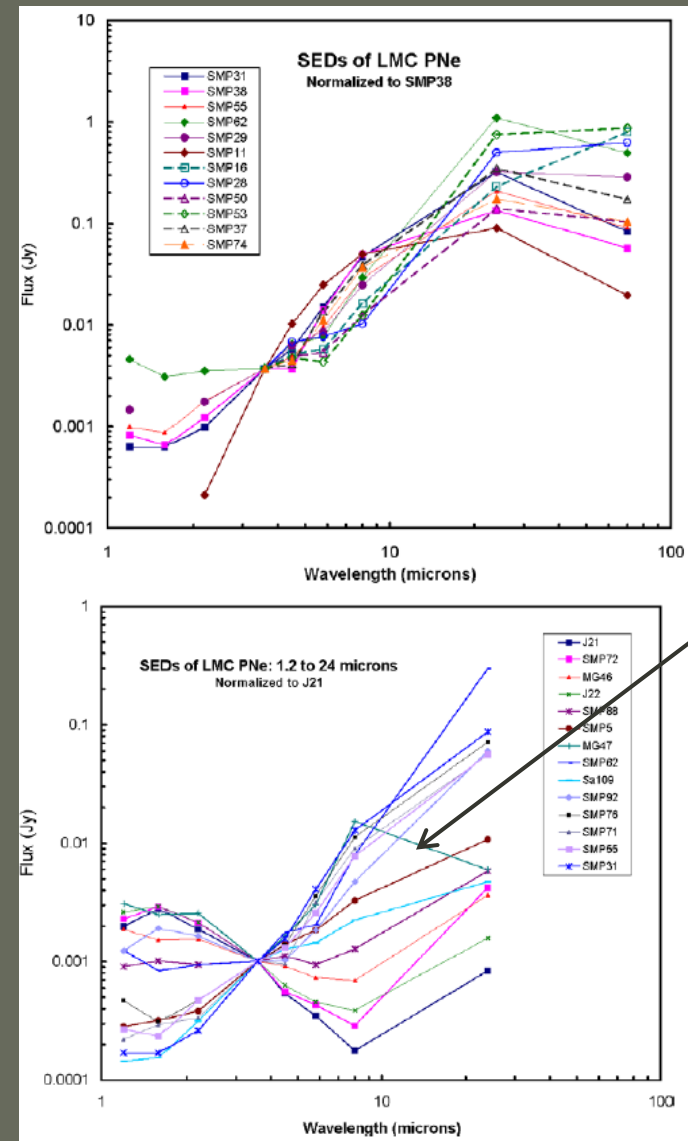 SEDs of LMC PNe
Normalized to SMP38
SMP31
SMP38
SMP55
SMP62
SMP29
SMP11
SMP16
SMP28
SMP50
SMP53
SMP37
SMP74
10
1
0.1
0.01
0.001
0.0001
Flux (Jy)
1
10
100
Wavelength (microns)
SEDs of LMC PNe: 1.2 to 24 microns
Normalized to J21
J21
SMP72
MG46
J22
SMP88
SMP5
MG47
SMP62
Sa109
SMP92
SMP76
SMP71
SMP55
SMP31
1
0.1
0.01
0.001
0.0001
Flux (Jy)
1
10
100
Wavelength (microns)